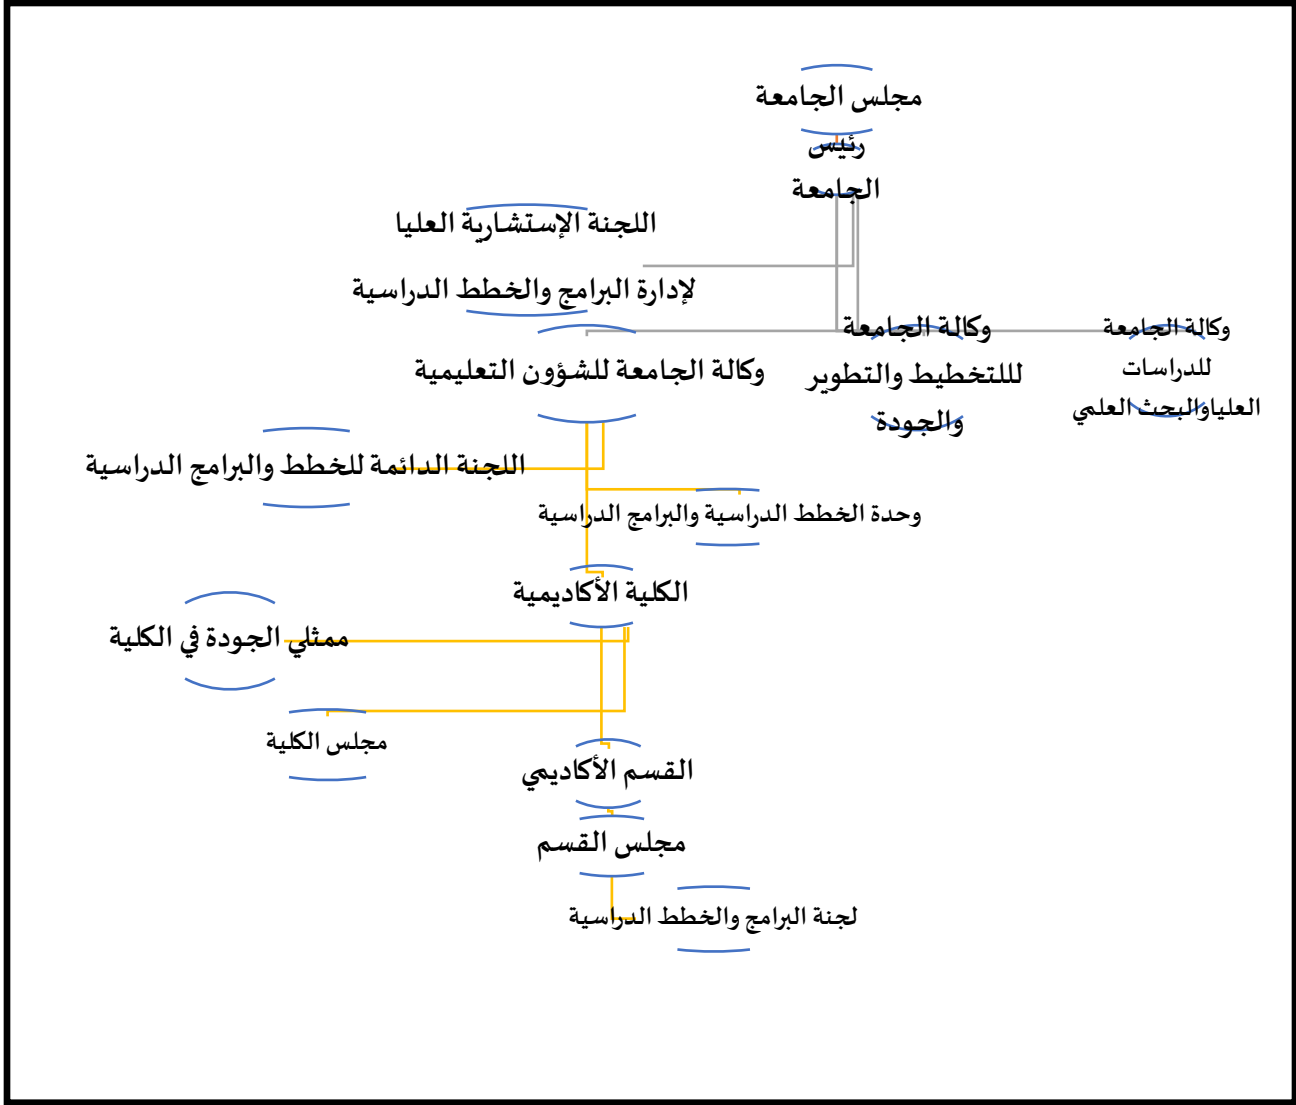 مجلس الجامعة
رئيس
الجامعة
اللجنة الإستشارية العليا
لإدارة البرامج والخطط الدراسية
وكالة الجامعة
للدراسات
العلياوالبحث العلمي
وكالة الجامعة
لللتخطيط والتطوير
والجودة
وكالة الجامعة للشؤون التعليمية
اللجنة الدائمة للخطط والبرامج الدراسية
وحدة الخطط الدراسية والبرامج الدراسية
الكلية الأكاديمية
ممثلي الجودة في الكلية
مجلس الكلية
القسم الأكاديمي
مجلس القسم
لجنة البرامج والخطط الدراسية